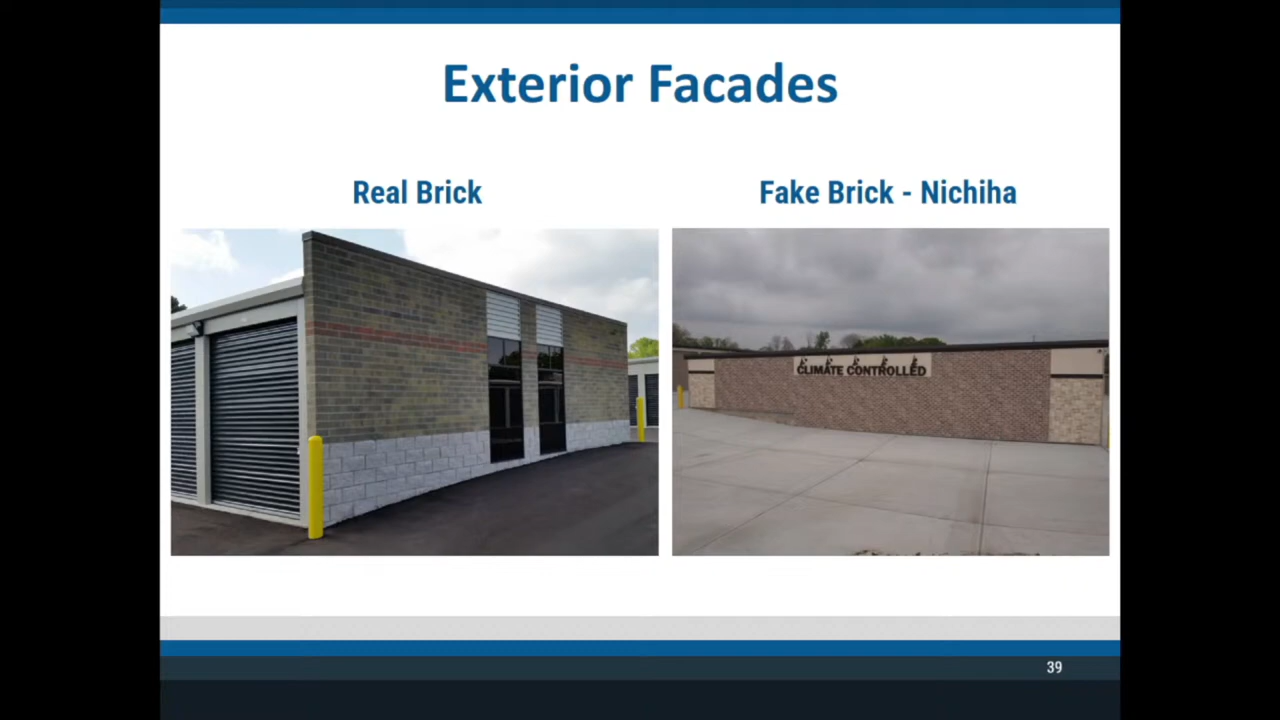 Exterior Facades
Real Brick
Fake Brick - Nichiha
CLIMATE CONTROLLED
39